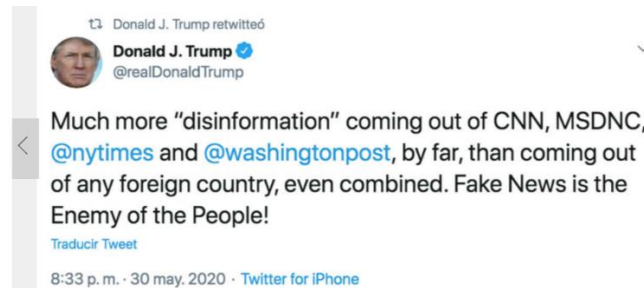 Donald J. Trump retwitteó
Donald J. Trump
@realDonaldTrump
Much more “disinformation” coming out of CNN, MSDNC,
@nytimes and @washingtonpost, by far, than coming out
of any foreign country, even combined. Fake News is the
Enemy of the People!
Traducir Tweet
8:33 p. m. · 30 may. 2020 · Twitter for iPhone